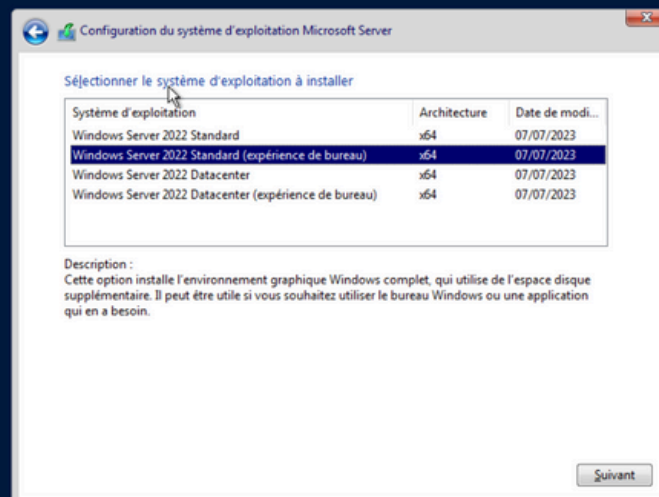 Configuration du système d'exploitation Microsoft Server
Sélectionner le système d'exploitation à installer
Système d'exploitation Architecture Date de modi...
Windows Server 2022 Standard x64 07/07/2023
Windows Server 2022 Standard (expérience de bureau) x64 07/07/2023
Windows Server 2022 Datacenter x64 07/07/2023
Windows Server 2022 Datacenter (expérience de bureau) x64 07/07/2023
Description :
Cette option installe l'environnement graphique Windows complet, qui utilise de l'espace disque
supplémentaire. Il peut être utile si vous souhaitez utiliser le bureau Windows ou une application
qui en a besoin.
Suivant